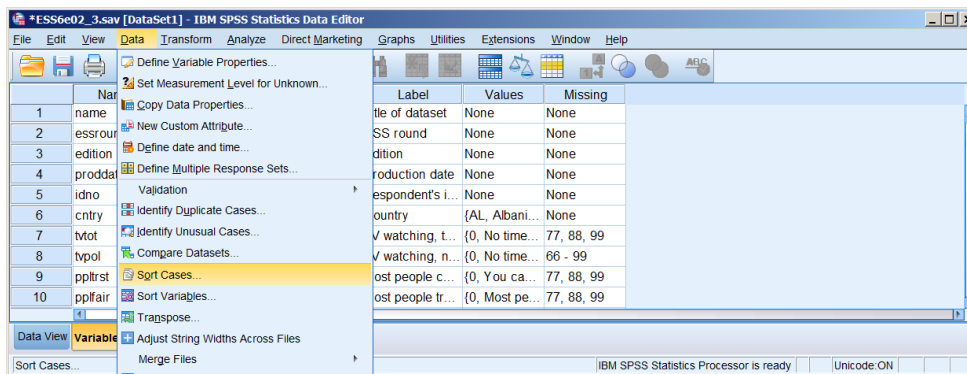 *ESS6e02_3.sav [DataSet1] - IBM SPSS Statistics Data Editor
File Edit View Data Transform Analyze Direct Marketing Graphs Utilities Extensions Window Help
Define Variable Properties...
Set Measurement Level for Unknown...
Copy Data Properties...
New Custom Attribute...
Define date and time...
Define Multiple Response Sets...
Validation
Identify Duplicate Cases...
Identify Unusual Cases...
Compare Datasets...
Sort Cases...
Sort Variables...
Transpose...
Adjust String Widths Across Files
Merge Files
Nar Label Values Missing
1 name tle of dataset None None
2 essrour SS round None None
3 edition dition None None
4 proddat roduction date None None
5 idno espondent's i... None None
6 cntry ountry {AL, Albani... None
7 tvtot V watching, t... {0, No time... 77, 88, 99
8 tvpol V watching, n... {0, No time... 66 - 99
9 ppltrst ost people c... {0, You ca... 77, 88, 99
10 pplfair ost people tr... {0, Most pe... 77, 88, 99
Data View Variable
Sort Cases... IBM SPSS Statistics Processor is ready Unicode:ON